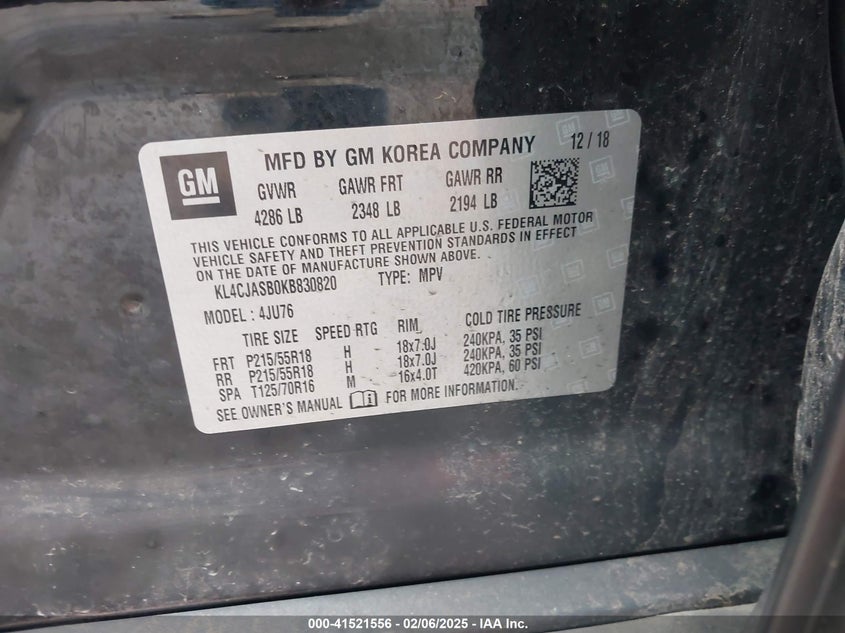 GM
MFD BY GM KOREA COMPANY 12/18
GVWR GAWR FRT GAWR RR
4286 LB 2348 LB 2194 LB
THIS VEHICLE CONFORMS TO ALL APPLICABLE U.S. FEDERAL MOTOR
VEHICLE SAFETY AND THEFT PREVENTION STANDARDS IN EFFECT
ON THE DATE OF MANUFACTURE SHOWN ABOVE.
KL4CJASB0KB830820 TYPE: MPV
MODEL: 4JU76
TIRE SIZE SPEED RTG RIM COLD TIRE PRESSURE
FRT P215/55R18 H 18x7.0J 240KPA, 35 PSI
RR P215/55R18 H 18x7.0J 240KPA, 35 PSI
SPA T125/70R16 M 16x4.0T 420KPA, 60 PSI
SEE OWNER'S MANUAL FOR MORE INFORMATION
000-41521556 - 02/06/2025 - IAA Inc.